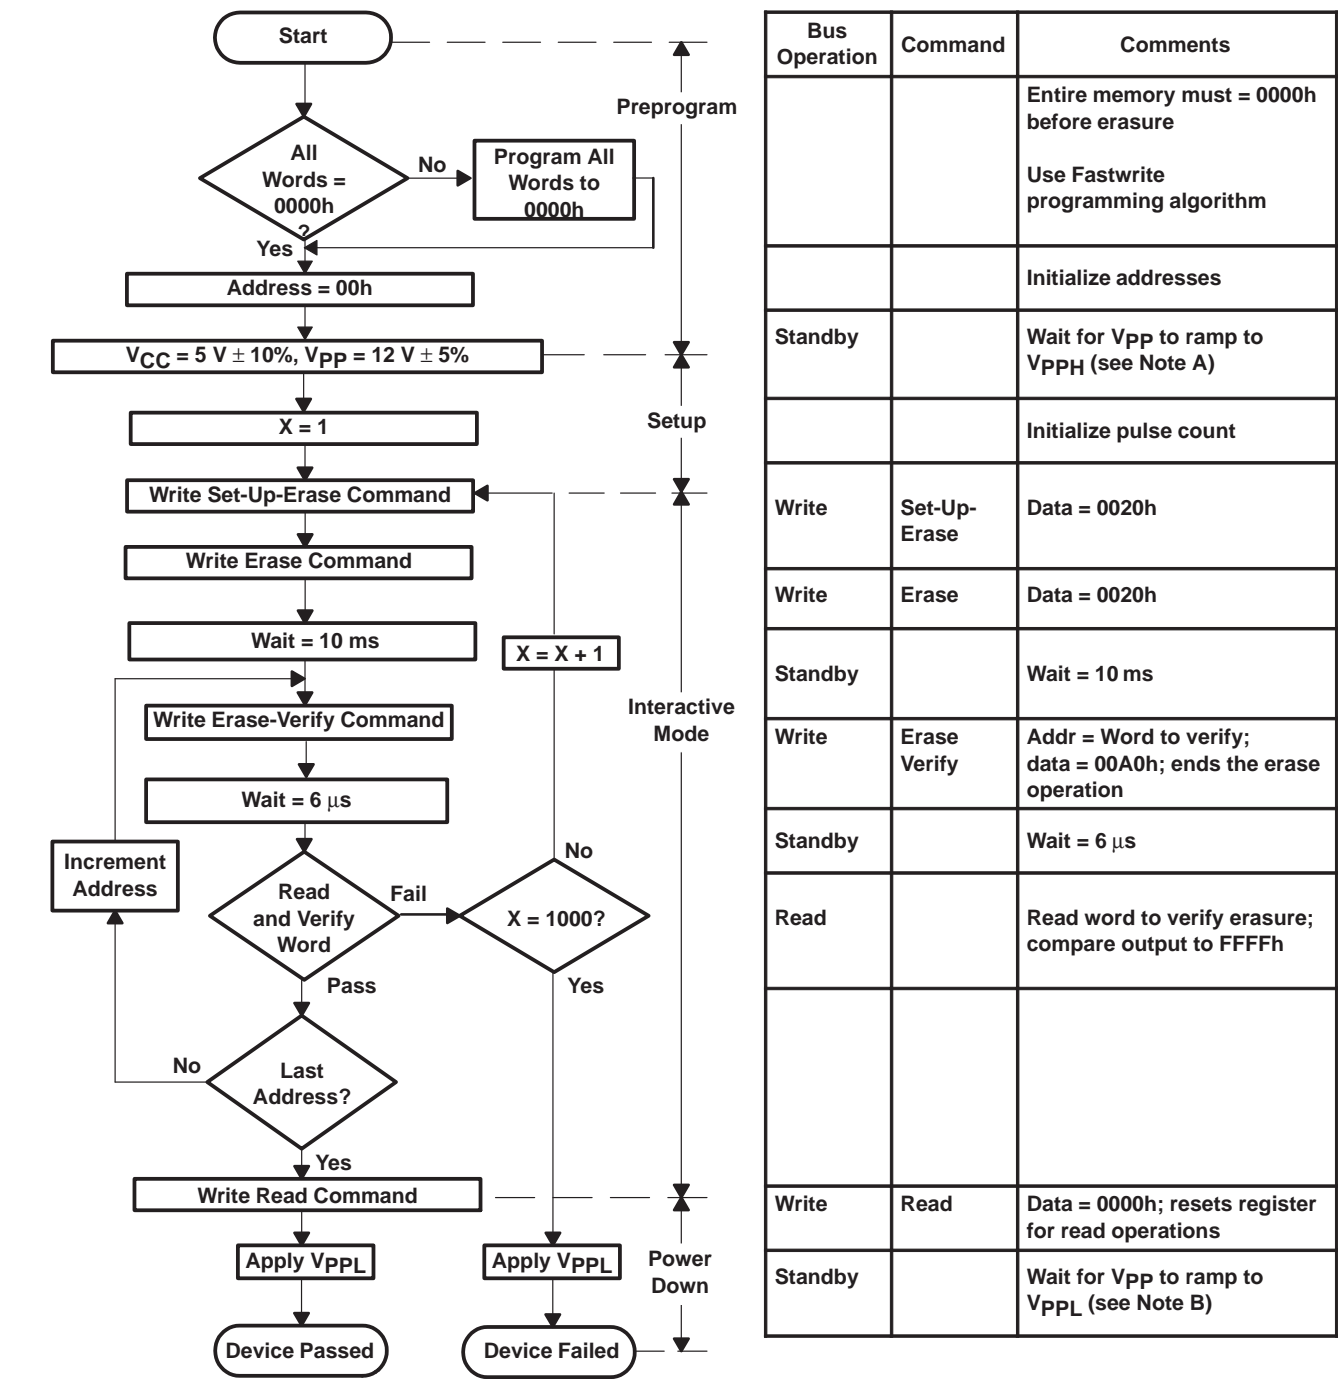 Start
Preprogram
All
Words =
0000h
?
No
Program All
Words to
0000h
Yes
Address = 00h
VCC = 5 V ± 10%, VPP = 12 V ± 5%
Setup
X = 1
Write Set-Up-Erase Command
Write Erase Command
Wait = 10 ms
X = X + 1
Interactive
Mode
Write Erase-Verify Command
Wait = 6 μs
Increment
Address
No
Read
and Verify
Word
Fail
X = 1000?
Pass
Yes
No
Last
Address?
Yes
Write Read Command
Apply VPPL
Apply VPPL
Power
Down
Device Passed
Device Failed
Bus
Operation
Command
Comments
Entire memory must = 0000h
before erasure
Use Fastwrite
programming algorithm
Initialize addresses
Standby
Wait for VPP to ramp to
VPPH (see Note A)
Initialize pulse count
Write
Set-Up-
Erase
Data = 0020h
Write
Erase
Data = 0020h
Standby
Wait = 10 ms
Write
Erase
Verify
Addr = Word to verify;
data = 00A0h; ends the erase
operation
Standby
Wait = 6 μs
Read
Read word to verify erasure;
compare output to FFFFh
Write
Read
Data = 0000h; resets register
for read operations
Standby
Wait for VPP to ramp to
VPPL (see Note B)